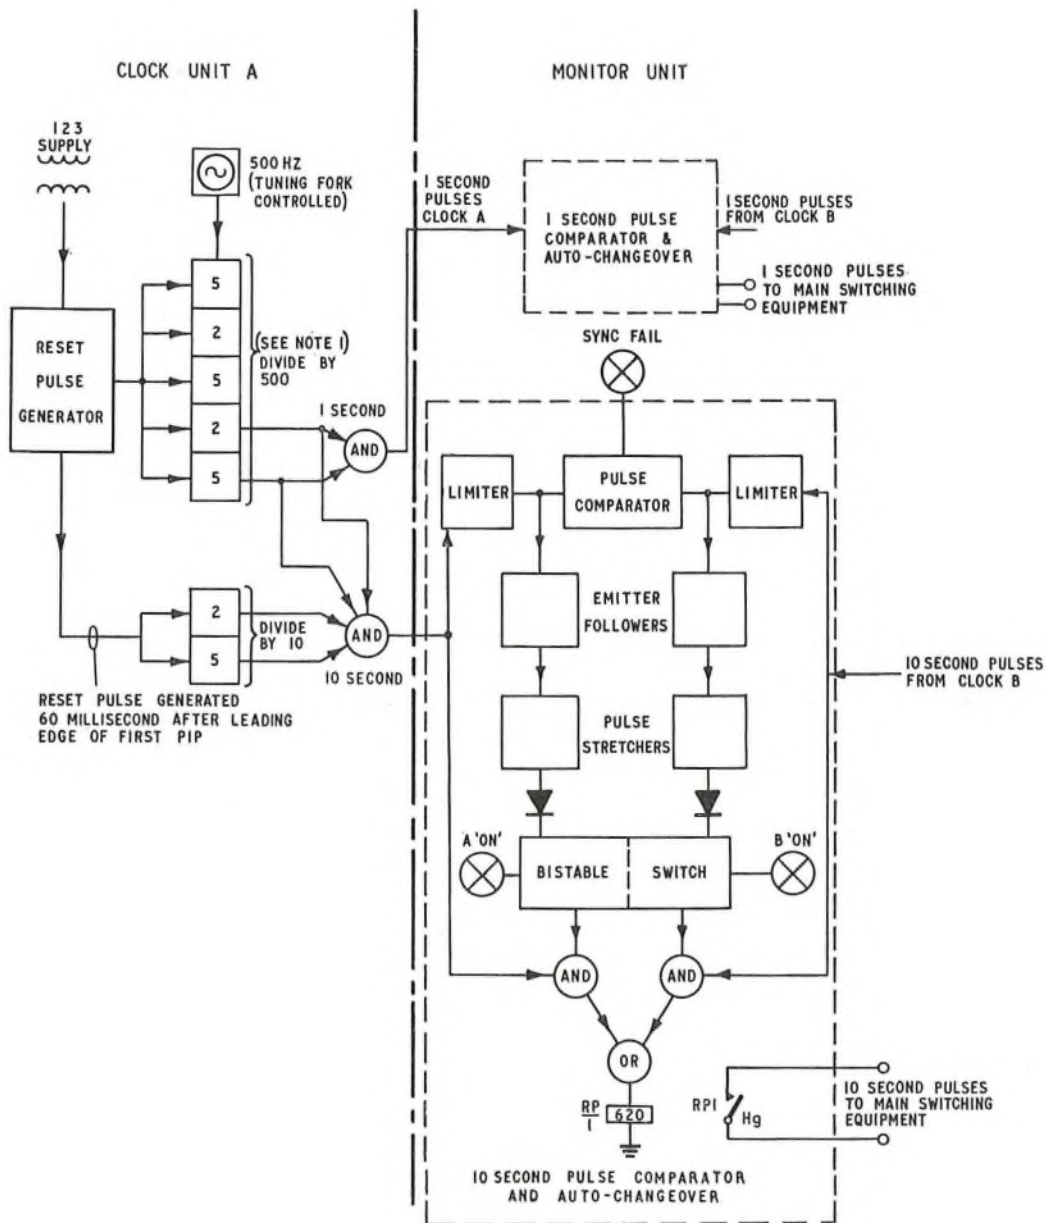 CLOCK UNIT A
MONITOR UNIT
123
SUPPLY
500 HZ
(TUNING FORK
CONTROLLED)
1 SECOND
PULSES
CLOCK A
1 SECOND PULSE
COMPARATOR &
AUTO-CHANGEOVER
1 SECOND PULSES
FROM CLOCK B
1 SECOND PULSES
TO MAIN SWITCHING
EQUIPMENT
RESET
PULSE
GENERATOR
5
2
5
2
5
(SEE NOTE 1)
DIVIDE BY
500
1 SECOND
AND
SYNC FAIL
LIMITER
PULSE
COMPARATOR
LIMITER
EMITTER
FOLLOWERS
2
5
DIVIDE
BY 10
AND
10 SECOND
RESET PULSE GENERATED
60 MILLISECOND AFTER LEADING
EDGE OF FIRST PIP
10 SECOND PULSES
FROM CLOCK B
PULSE
STRETCHERS
A 'ON'
BISTABLE
SWITCH
B 'ON'
AND
AND
OR
RP
1
620
RP1
Hg
10 SECOND PULSES
TO MAIN SWITCHING
EQUIPMENT
10 SECOND PULSE COMPARATOR
AND AUTO-CHANGEOVER